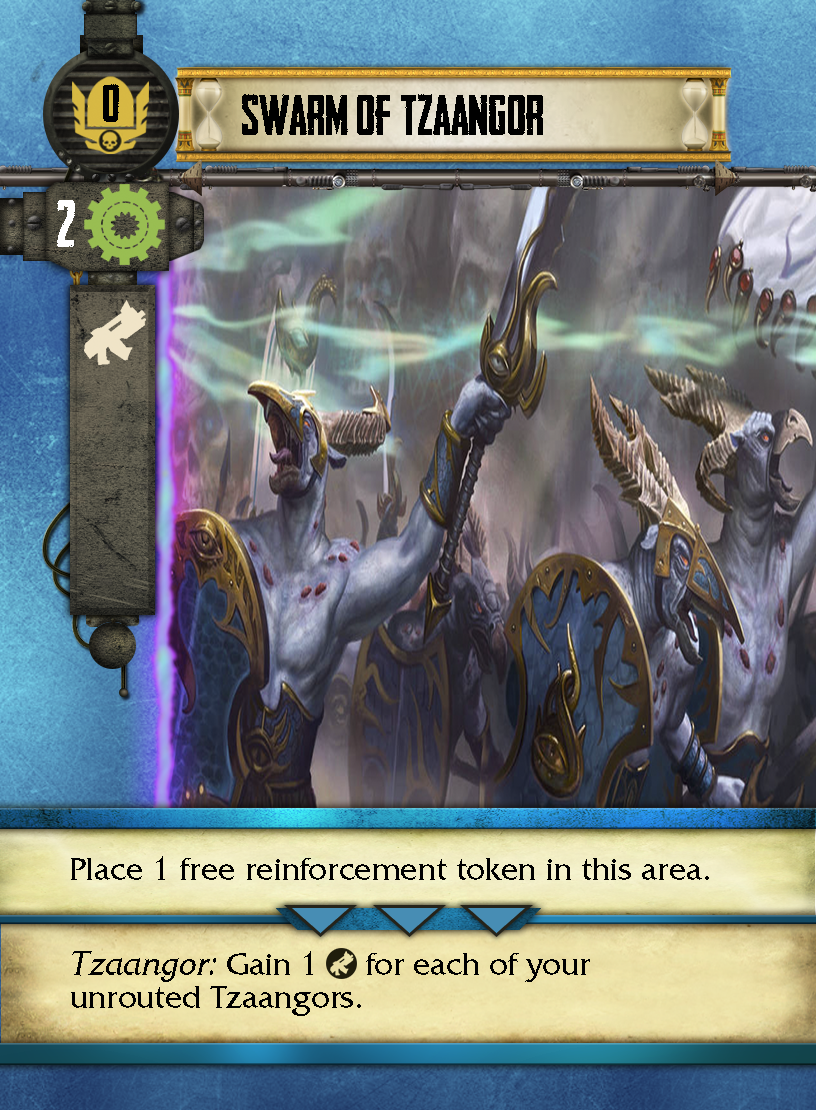 0
SWARM OF TZAANGOR
2
Place 1 free reinforcement token in this area.
Tzaangor: Gain 1 for each of your
unrouted Tzaangors.